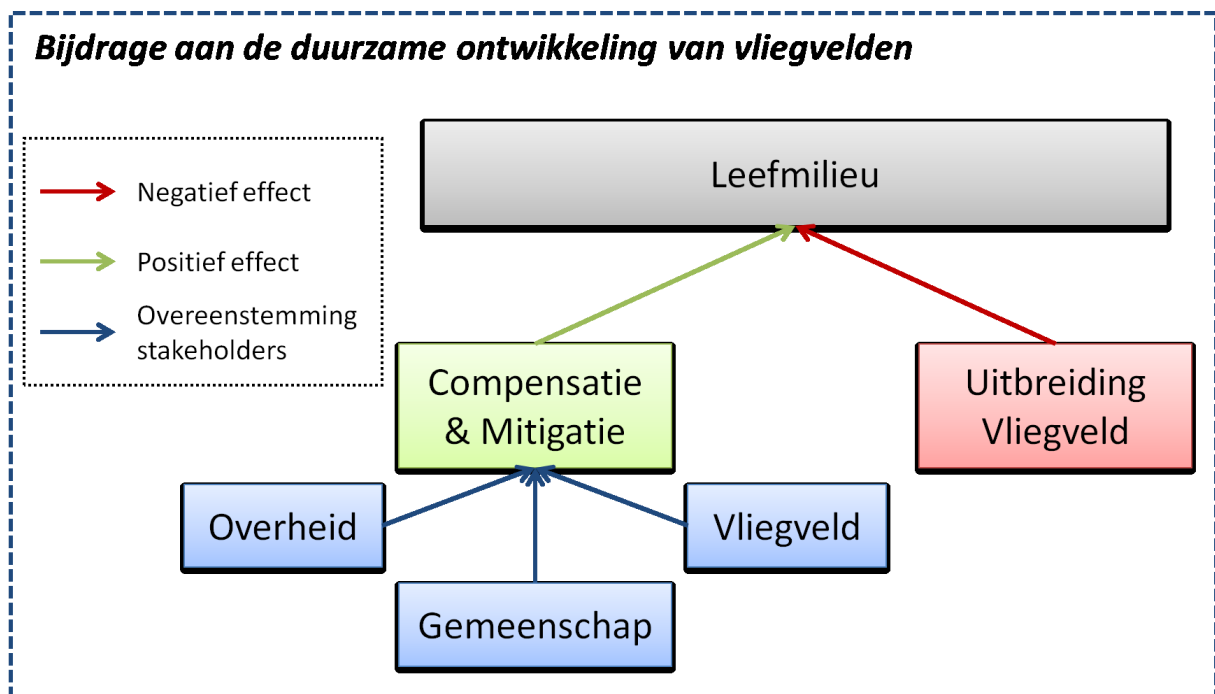 Bijdrage aan de duurzame ontwikkeling van vliegvelden
Leefmilieu
Negatief effect
Positief effect
Overeenstemming
stakeholders
Compensatie
& Mitigatie
Uitbreiding
Vliegveld
Overheid
Vliegveld
Gemeenschap